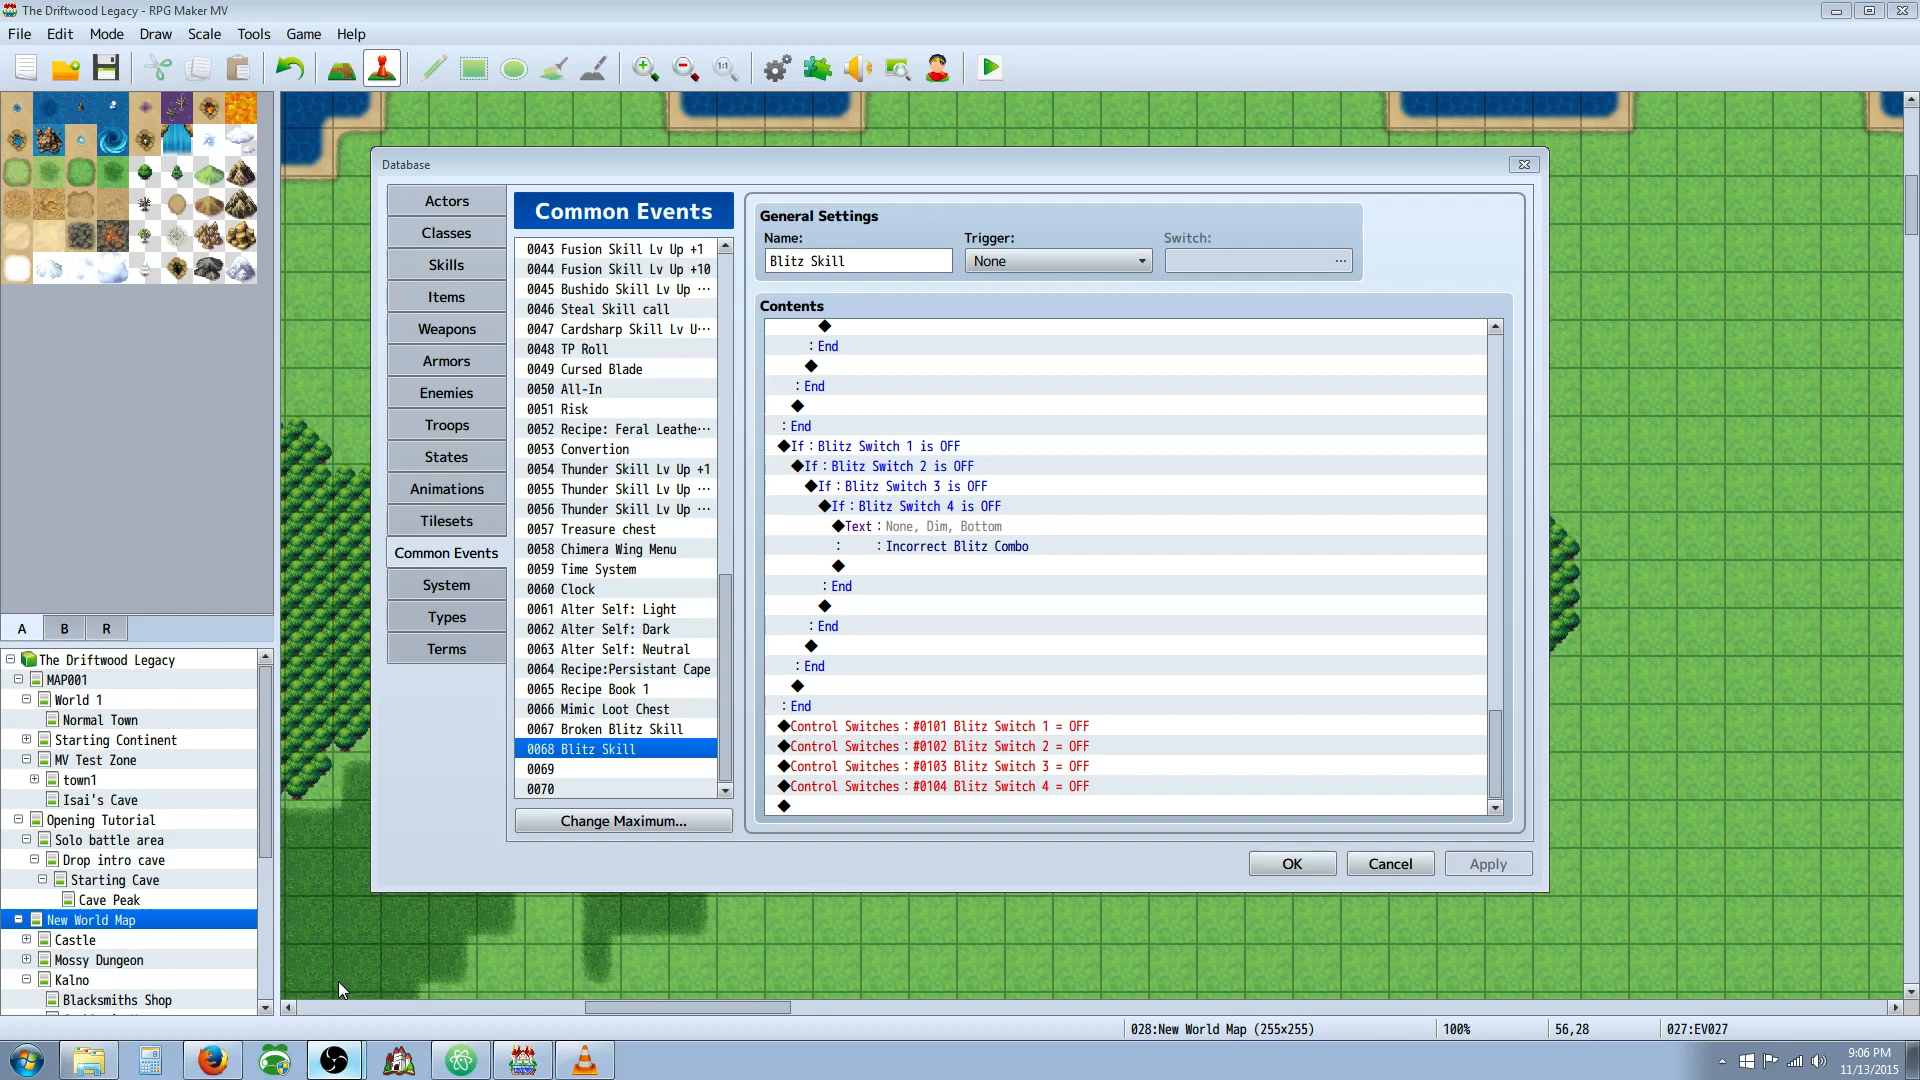 The Driftwood Legacy - RPG Maker MV
File Edit Mode Draw Scale Tools Game Help
1:1
Database
Actors
Classes
Skills
Items
Weapons
Armors
Enemies
Troops
States
Animations
Tilesets
Common Events
System
Types
Terms
Common Events
0043 Fusion Skill Lv Up +1
0044 Fusion Skill Lv Up +10
0045 Bushido Skill Lv Up ···
0046 Steal Skill call
0047 Cardsharp Skill Lv U···
0048 TP Roll
0049 Cursed Blade
0050 All-In
0051 Risk
0052 Recipe: Feral Leathe···
0053 Convertion
0054 Thunder Skill Lv Up +1
0055 Thunder Skill Lv Up ···
0056 Thunder Skill Lv Up ···
0057 Treasure chest
0058 Chimera Wing Menu
0059 Time System
0060 Clock
0061 Alter Self: Light
0062 Alter Self: Dark
0063 Alter Self: Neutral
0064 Recipe:Persistant Cape
0065 Recipe Book 1
0066 Mimic Loot Chest
0067 Broken Blitz Skill
0068 Blitz Skill
0069
0070
Change Maximum...
General Settings
Name: Trigger: Switch:
Blitz Skill None ...
Contents
◆
: End
◆
: End
◆
: End
◆If : Blitz Switch 1 is OFF
◆If : Blitz Switch 2 is OFF
◆If : Blitz Switch 3 is OFF
◆If : Blitz Switch 4 is OFF
◆Text : None, Dim, Bottom
: : Incorrect Blitz Combo
◆
: End
◆
: End
◆
: End
◆
: End
◆Control Switches : #0101 Blitz Switch 1 = OFF
◆Control Switches : #0102 Blitz Switch 2 = OFF
◆Control Switches : #0103 Blitz Switch 3 = OFF
◆Control Switches : #0104 Blitz Switch 4 = OFF
◆
OK Cancel Apply
A B R
The Driftwood Legacy
MAP001
World 1
Normal Town
Starting Continent
MV Test Zone
town1
Isai's Cave
Opening Tutorial
Solo battle area
Drop intro cave
Starting Cave
Cave Peak
New World Map
Castle
Mossy Dungeon
Kalno
Blacksmiths Shop
028:New World Map (255x255) 100% 56,28 027:EV027
9:06 PM
11/13/2015